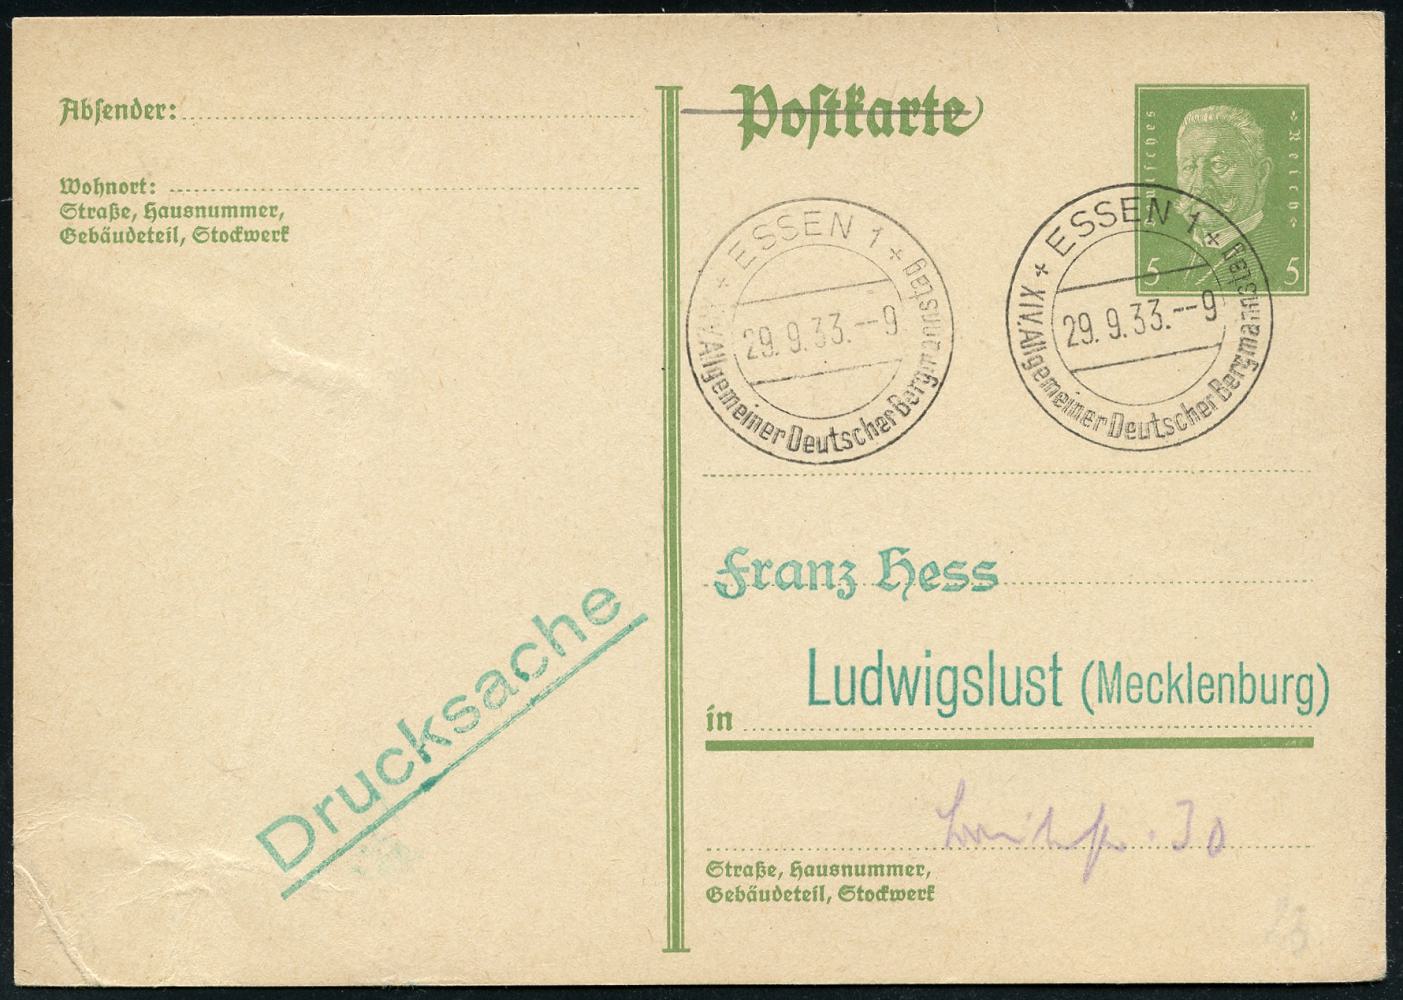 Absender:
Wohnort:
Straße, Hausnummer,
Gebäudeteil, Stockwerk
Postkarte
Deutsches Reich
5 5
ESSEN 1
29.9.33.--9
XIV. Allgemeiner Deutscher Bergmannstag
ESSEN 1
29.9.33.--9
XIV. Allgemeiner Deutscher Bergmannstag
Franz Hess
Ludwigslust (Mecklenburg)
in
Drucksache
30
Straße, Hausnummer,
Gebäudeteil, Stockwerk